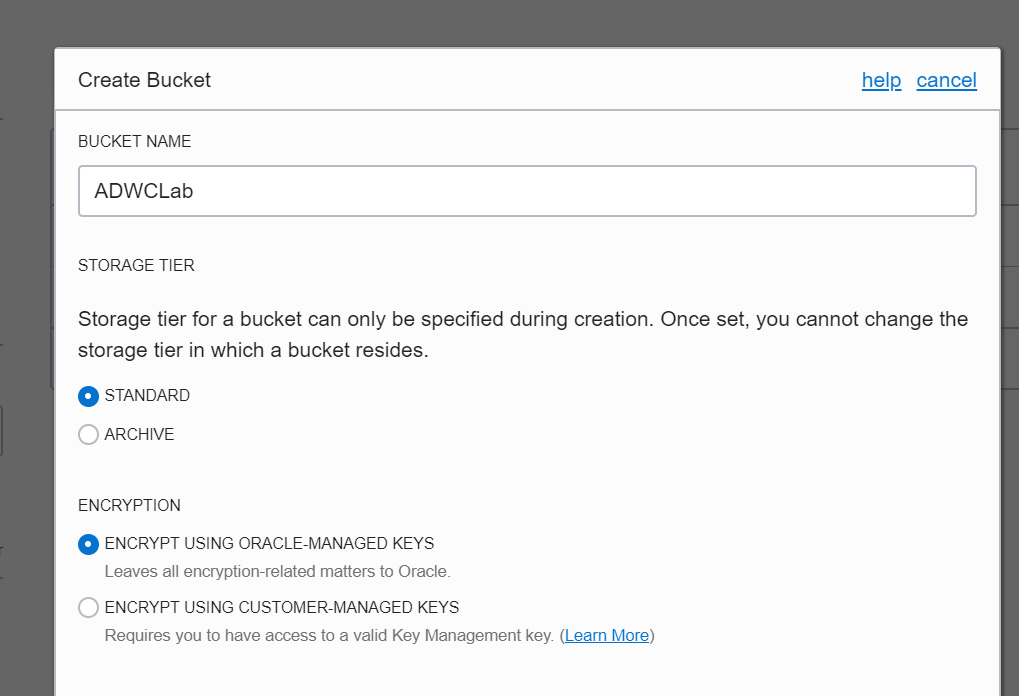 Create Bucket help cancel
BUCKET NAME
ADWCLab
STORAGE TIER
Storage tier for a bucket can only be specified during creation. Once set, you cannot change the
storage tier in which a bucket resides.
STANDARD
ARCHIVE
ENCRYPTION
ENCRYPT USING ORACLE-MANAGED KEYS
Leaves all encryption-related matters to Oracle.
ENCRYPT USING CUSTOMER-MANAGED KEYS
Requires you to have access to a valid Key Management key. (Learn More)